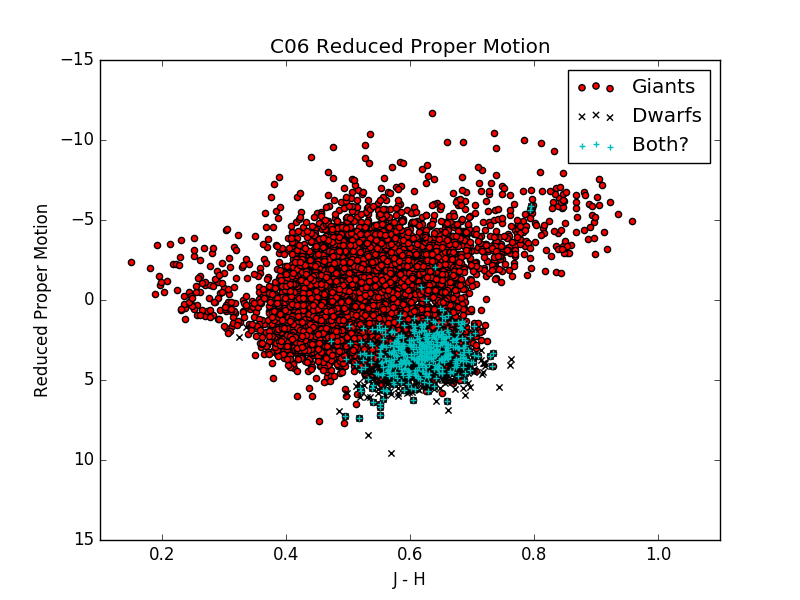 C06 Reduced Proper Motion
Giants
Dwarfs
Both?
Reduced Proper Motion
−15
−10
−5
0
5
10
15
0.2 0.4 0.6 0.8 1.0
J - H